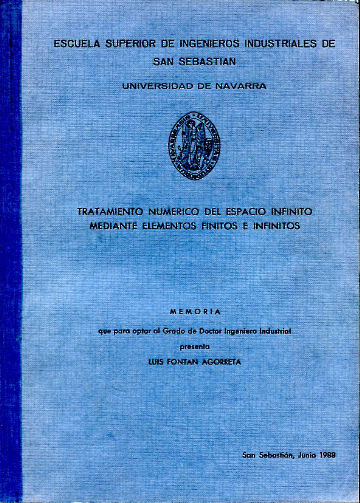 ESCUELA SUPERIOR DE INGENIEROS INDUSTRIALES DE
SAN SEBASTIAN
UNIVERSIDAD DE NAVARRA
TRATAMIENTO NUMERICO DEL ESPACIO INFINITO
MEDIANTE ELEMENTOS FINITOS E INFINITOS
MEMORIA
que para optar al Grado de Doctor Ingeniero Industrial
presenta
LUIS FONTAN AGORRETA
San Sebastián, Junio 1988